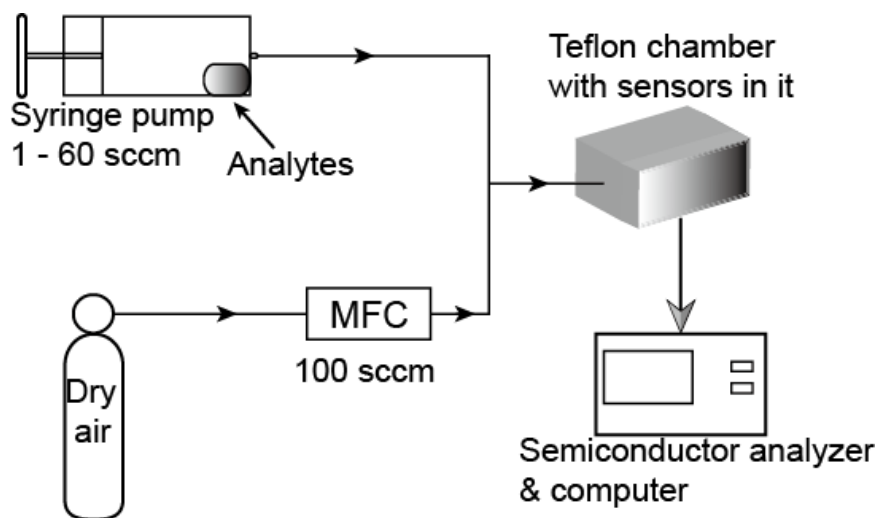 Syringe pump
1 - 60 sccm
Analytes
Teflon chamber
with sensors in it
Dry
air
MFC
100 sccm
Semiconductor analyzer
& computer